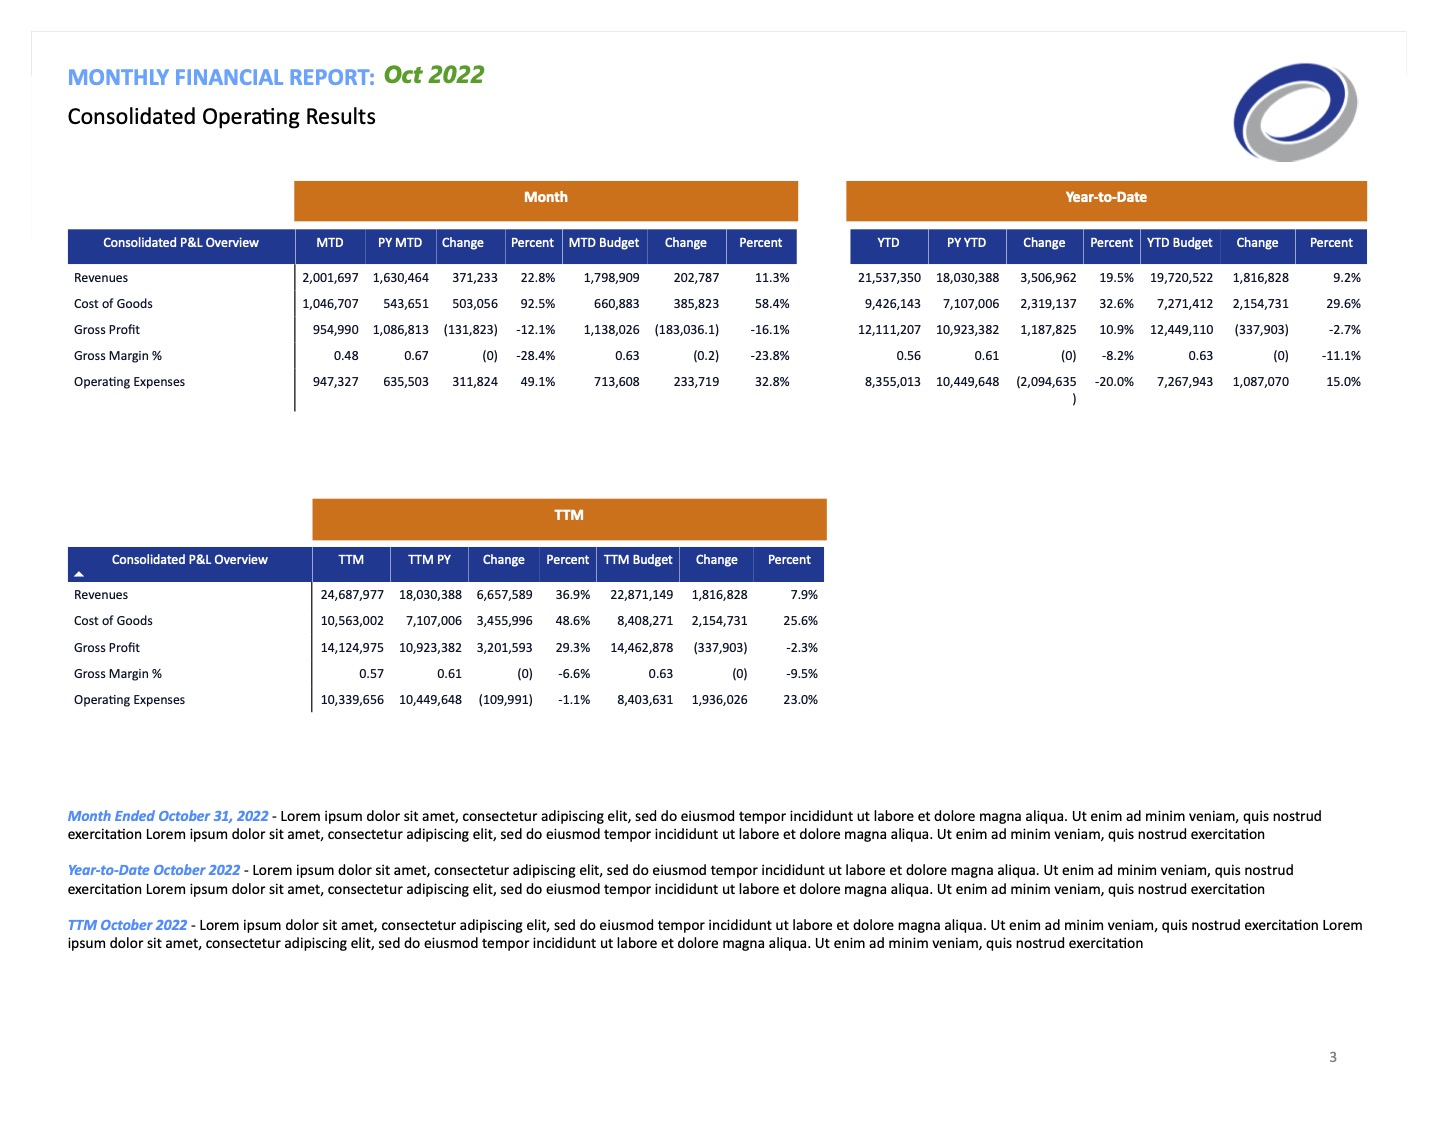 MONTHLY FINANCIAL REPORT: Oct 2022
Consolidated Operating Results
Month
Consolidated P&L Overview MTD PY MTD Change Percent MTD Budget Change Percent
Revenues 2,001,697 1,630,464 371,233 22.8% 1,798,909 202,787 11.3%
Cost of Goods 1,046,707 543,651 503,056 92.5% 660,883 385,823 58.4%
Gross Profit 954,990 1,086,813 (131,823) -12.1% 1,138,026 (183,036.1) -16.1%
Gross Margin % 0.48 0.67 (0) -28.4% 0.63 (0.2) -23.8%
Operating Expenses 947,327 635,503 311,824 49.1% 713,608 233,719 32.8%
Year-to-Date
YTD PY YTD Change Percent YTD Budget Change Percent
21,537,350 18,030,388 3,506,962 19.5% 19,720,522 1,816,828 9.2%
9,426,143 7,107,006 2,319,137 32.6% 7,271,412 2,154,731 29.6%
12,111,207 10,923,382 1,187,825 10.9% 12,449,110 (337,903) -2.7%
0.56 0.61 (0) -8.2% 0.63 (0) -11.1%
8,355,013 10,449,648 (2,094,635 -20.0% 7,267,943 1,087,070 15.0%
)
TTM
Consolidated P&L Overview TTM TTM PY Change Percent TTM Budget Change Percent
Revenues 24,687,977 18,030,388 6,657,589 36.9% 22,871,149 1,816,828 7.9%
Cost of Goods 10,563,002 7,107,006 3,455,996 48.6% 8,408,271 2,154,731 25.6%
Gross Profit 14,124,975 10,923,382 3,201,593 29.3% 14,462,878 (337,903) -2.3%
Gross Margin % 0.57 0.61 (0) -6.6% 0.63 (0) -9.5%
Operating Expenses 10,339,656 10,449,648 (109,991) -1.1% 8,403,631 1,936,026 23.0%
Month Ended October 31, 2022 - Lorem ipsum dolor sit amet, consectetur adipiscing elit, sed do eiusmod tempor incididunt ut labore et dolore magna aliqua. Ut enim ad minim veniam, quis nostrud
exercitation Lorem ipsum dolor sit amet, consectetur adipiscing elit, sed do eiusmod tempor incididunt ut labore et dolore magna aliqua. Ut enim ad minim veniam, quis nostrud exercitation
Year-to-Date October 2022 - Lorem ipsum dolor sit amet, consectetur adipiscing elit, sed do eiusmod tempor incididunt ut labore et dolore magna aliqua. Ut enim ad minim veniam, quis nostrud
exercitation Lorem ipsum dolor sit amet, consectetur adipiscing elit, sed do eiusmod tempor incididunt ut labore et dolore magna aliqua. Ut enim ad minim veniam, quis nostrud exercitation
TTM October 2022 - Lorem ipsum dolor sit amet, consectetur adipiscing elit, sed do eiusmod tempor incididunt ut labore et dolore magna aliqua. Ut enim ad minim veniam, quis nostrud exercitation Lorem
ipsum dolor sit amet, consectetur adipiscing elit, sed do eiusmod tempor incididunt ut labore et dolore magna aliqua. Ut enim ad minim veniam, quis nostrud exercitation
3